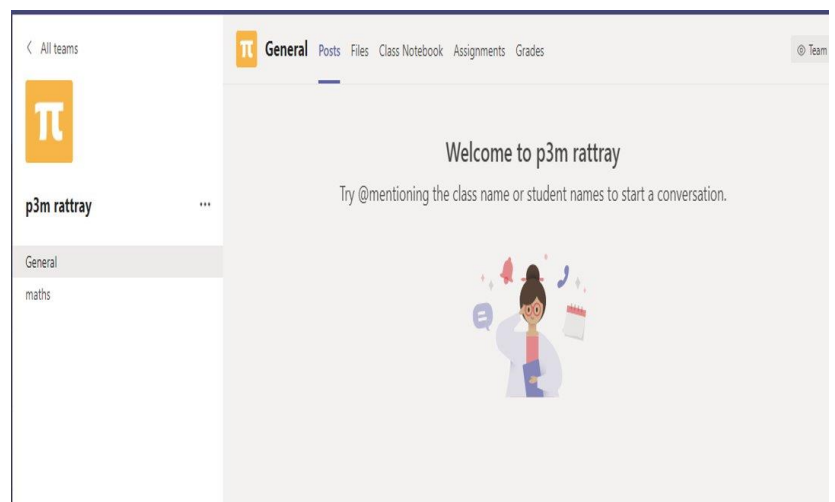 All teams
π
p3m rattray
...
General
maths
π General Posts Files Class Notebook Assignments Grades
Team
Welcome to p3m rattray
Try @mentioning the class name or student names to start a conversation.